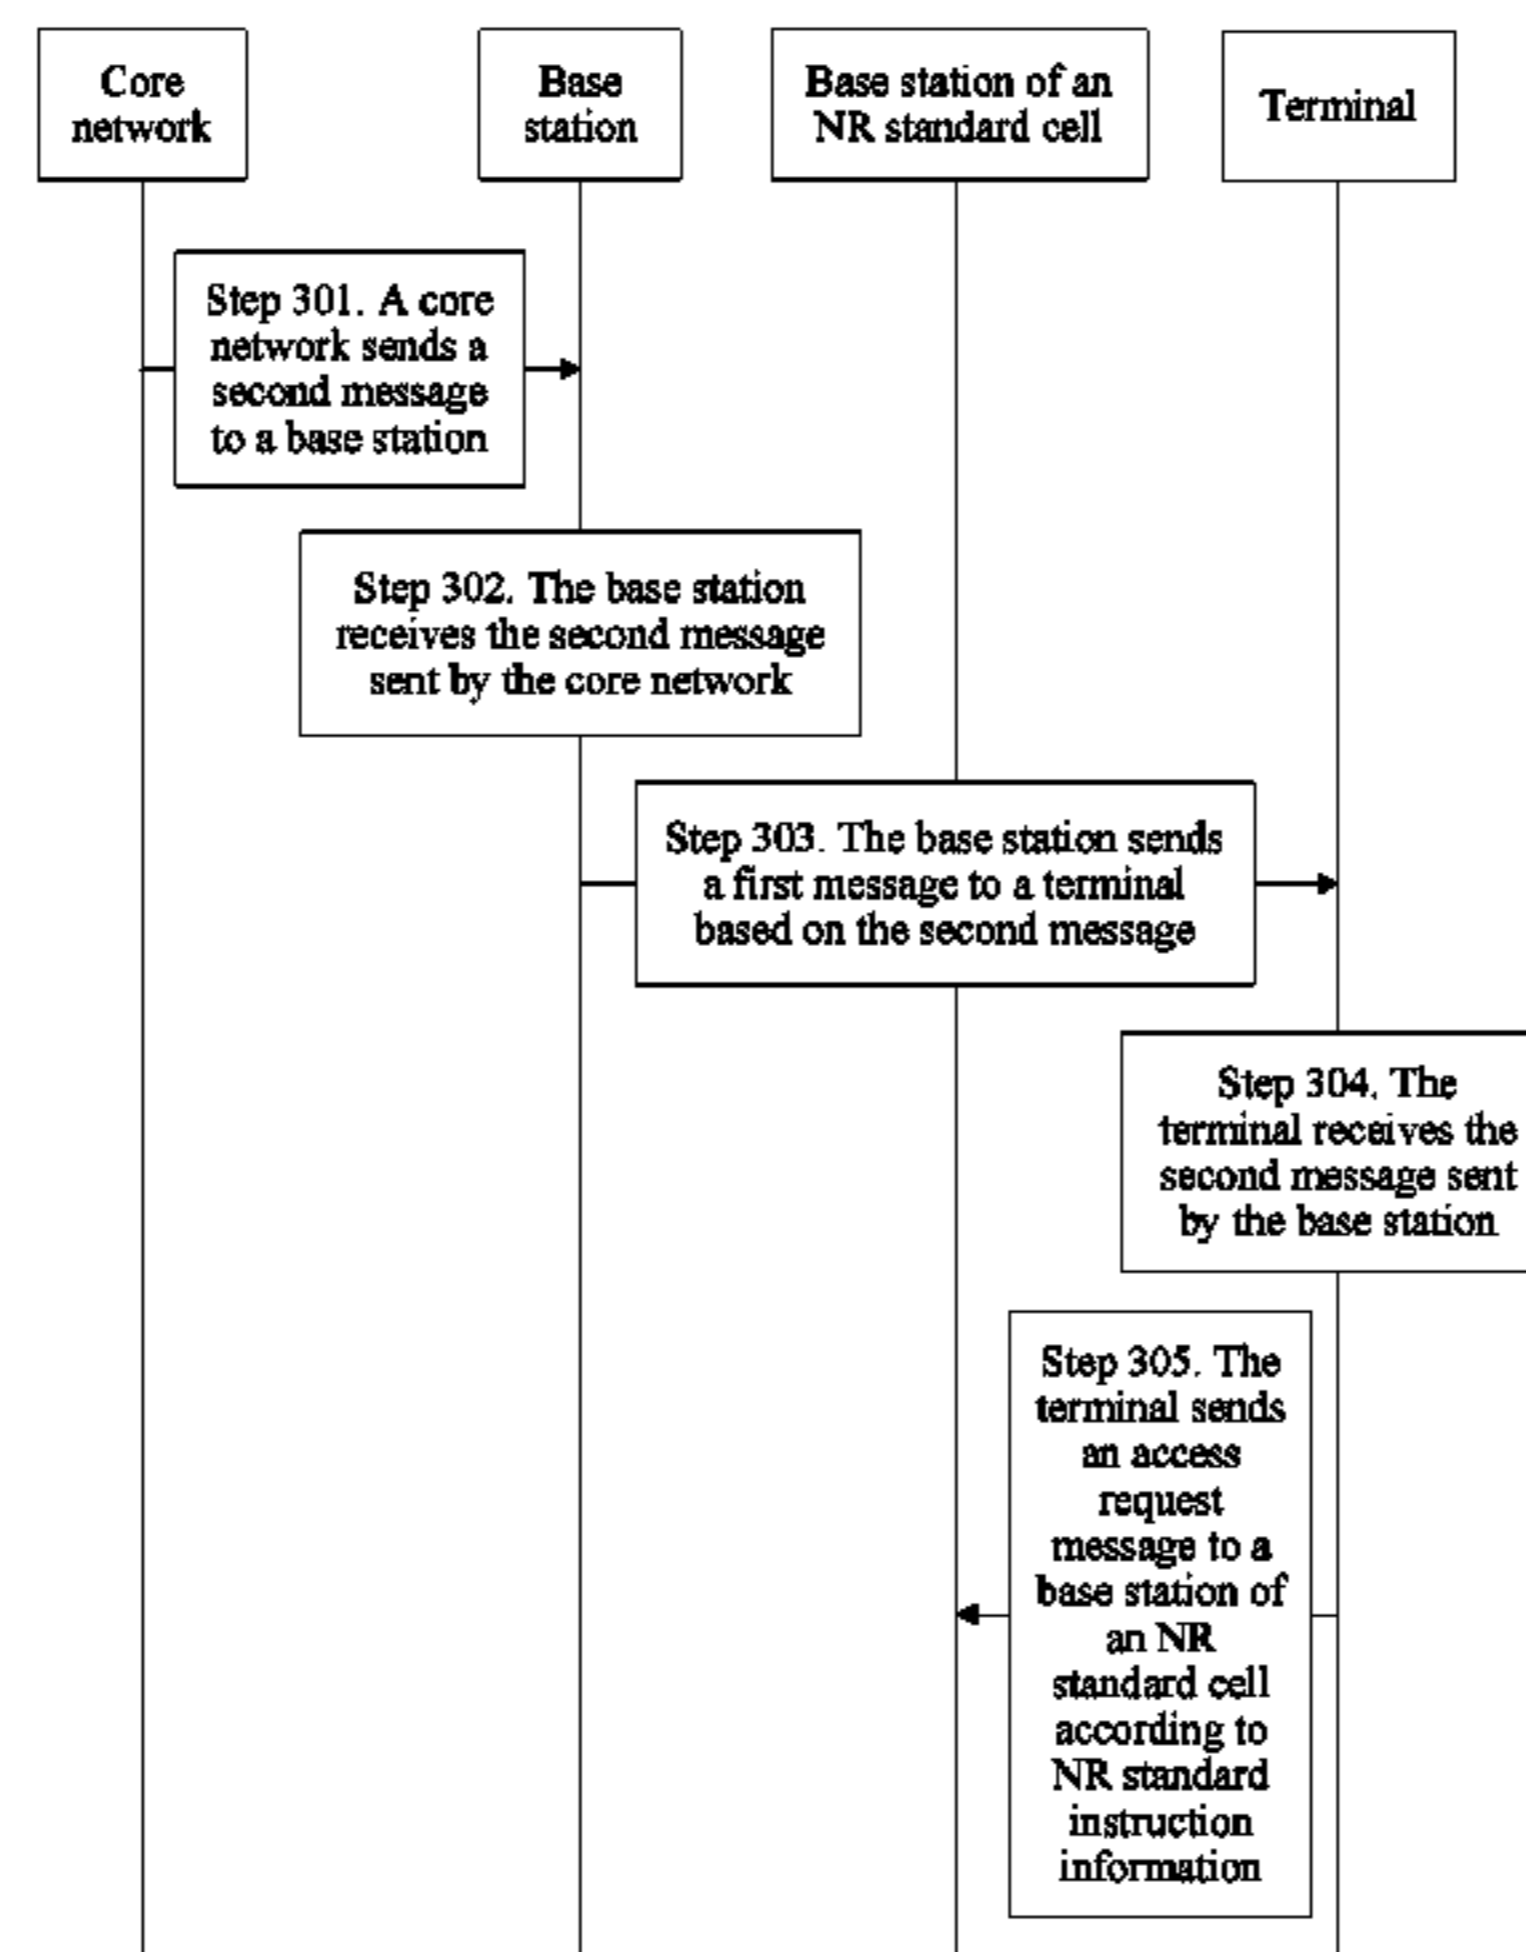 Core
network
Base
station
Base station of an
NR standard cell
Terminal
Step 301. A core
network sends a
second message
to a base station
Step 302. The base station
receives the second message
sent by the core network
Step 303. The base station sends
a first message to a terminal
based on the second message
Step 304. The
terminal receives the
second message sent
by the base station
Step 305. The
terminal sends
an access
request
message to a
base station of
an NR
standard cell
according to
NR standard
instruction
information